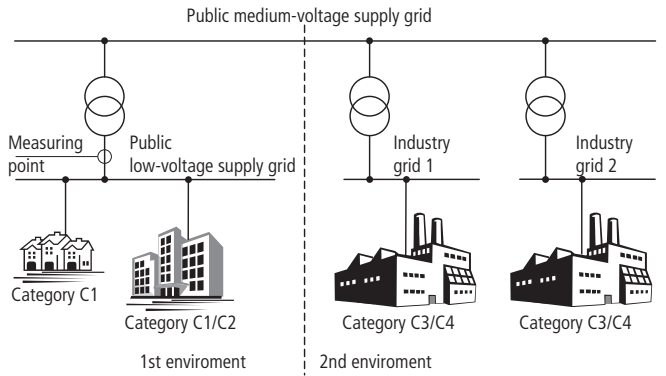 Public medium-voltage supply grid
Measuring
point
Public
low-voltage supply grid
Industry
grid 1
Industry
grid 2
Category C1
Category C1/C2
Category C3/C4
Category C3/C4
1st enviroment
2nd enviroment